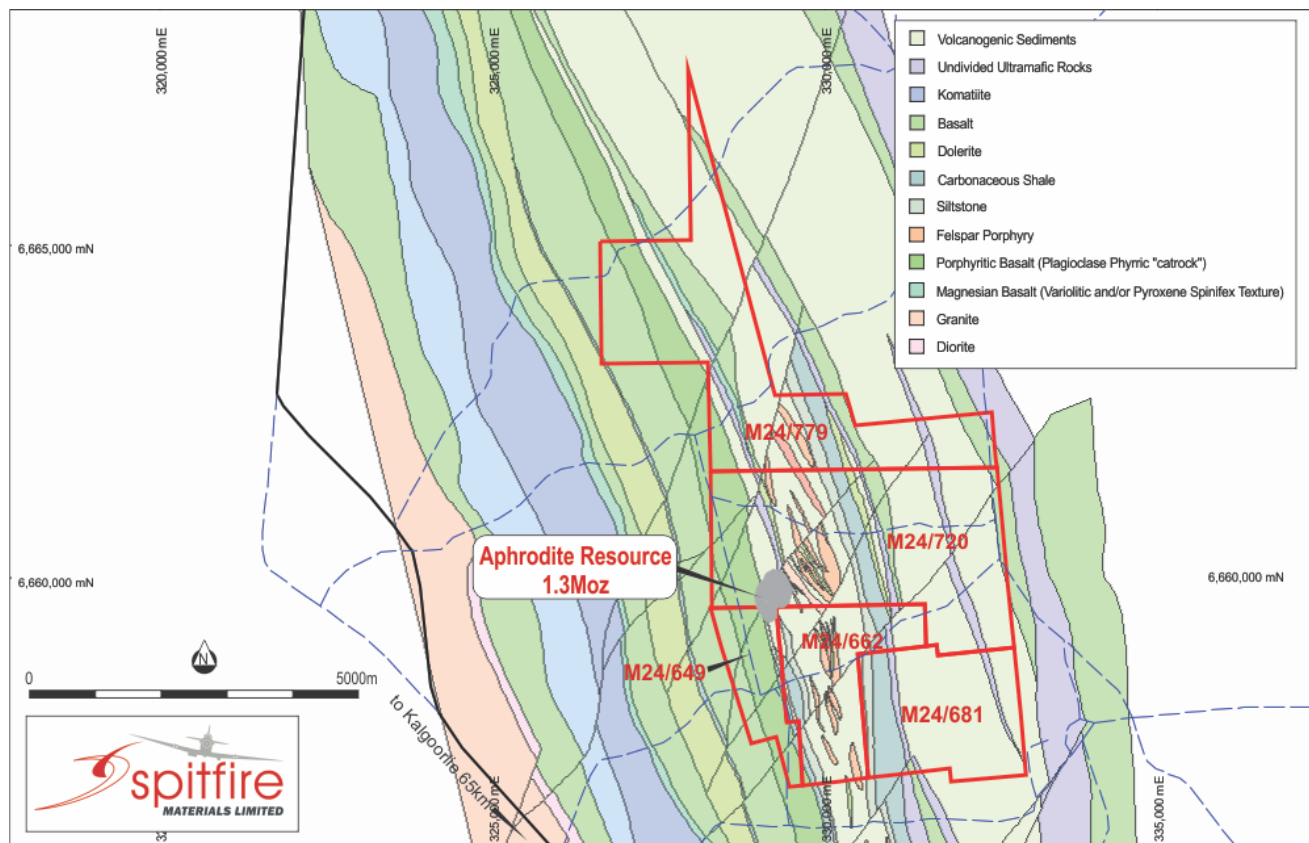 320,000 mE
325,000 mE
330,000 mE
Volcanogenic Sediments
Undivided Ultramafic Rocks
Komatiite
Basalt
Dolerite
Carbonaceous Shale
Siltstone
Felspar Porphyry
Porphyritic Basalt (Plagioclase Phyrric "catrock")
Magnesian Basalt (Variolitic and/or Pyroxene Spinifex Texture)
Granite
Diorite
6,665,000 mN
M24/779
M24/720
Aphrodite Resource
1.3Moz
6,660,000 mN
6,660,000 mN
M24/662
M24/649
M24/681
N
0
5000m
to Kalgoorlie 65km
spitfire
MATERIALS LIMITED
325,000 mE
330,000 mE
335,000 mE